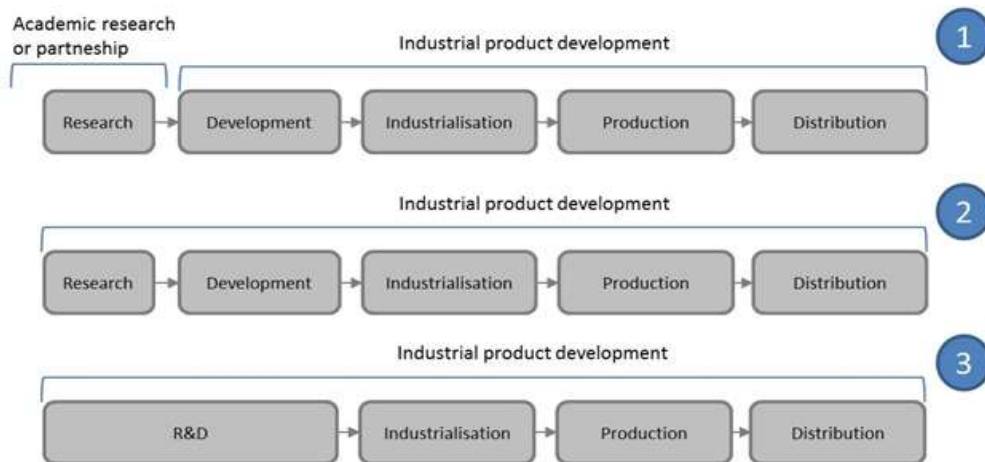 Academic research
or partneship
Industrial product development
1
Research
Development
Industrialisation
Production
Distribution
Industrial product development
2
Research
Development
Industrialisation
Production
Distribution
Industrial product development
3
R&D
Industrialisation
Production
Distribution